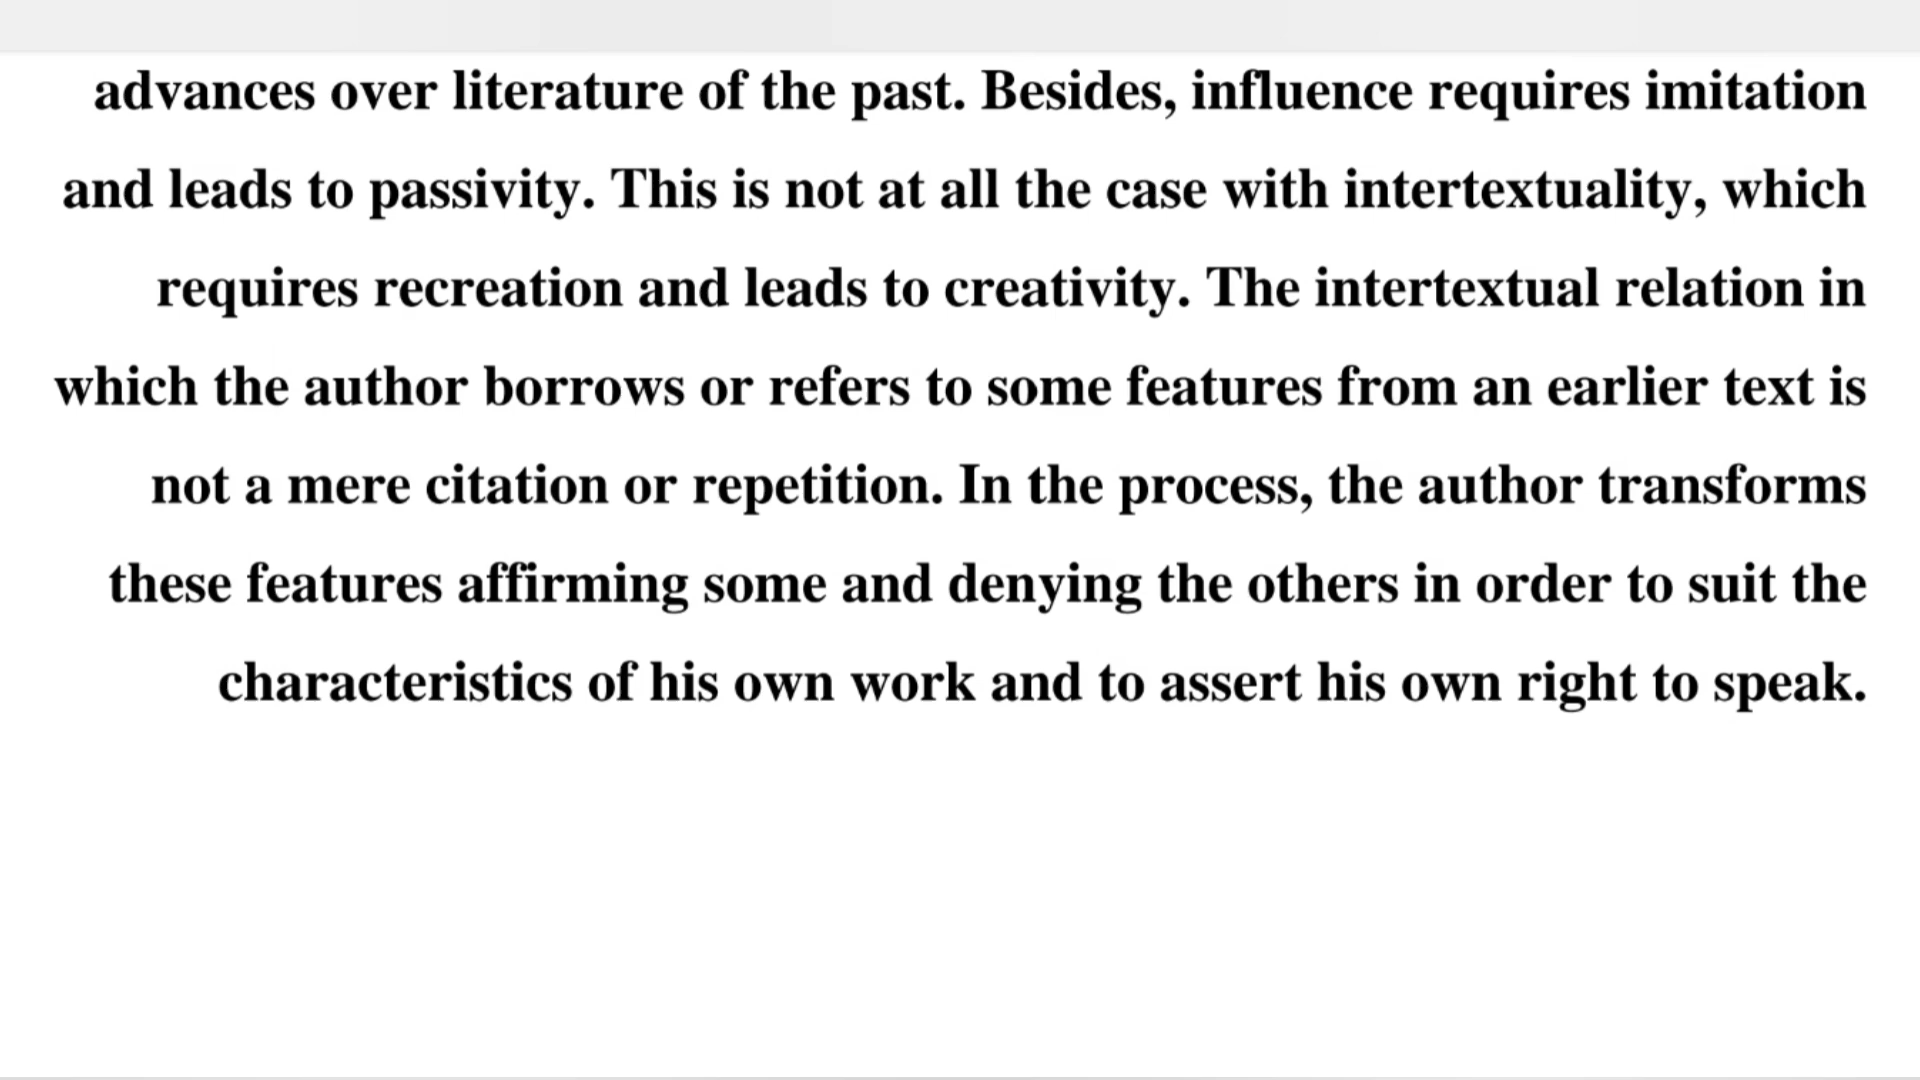 advances over literature of the past. Besides, influence requires imitation
and leads to passivity. This is not at all the case with intertextuality, which
requires recreation and leads to creativity. The intertextual relation in
which the author borrows or refers to some features from an earlier text is
not a mere citation or repetition. In the process, the author transforms
these features affirming some and denying the others in order to suit the
characteristics of his own work and to assert his own right to speak.